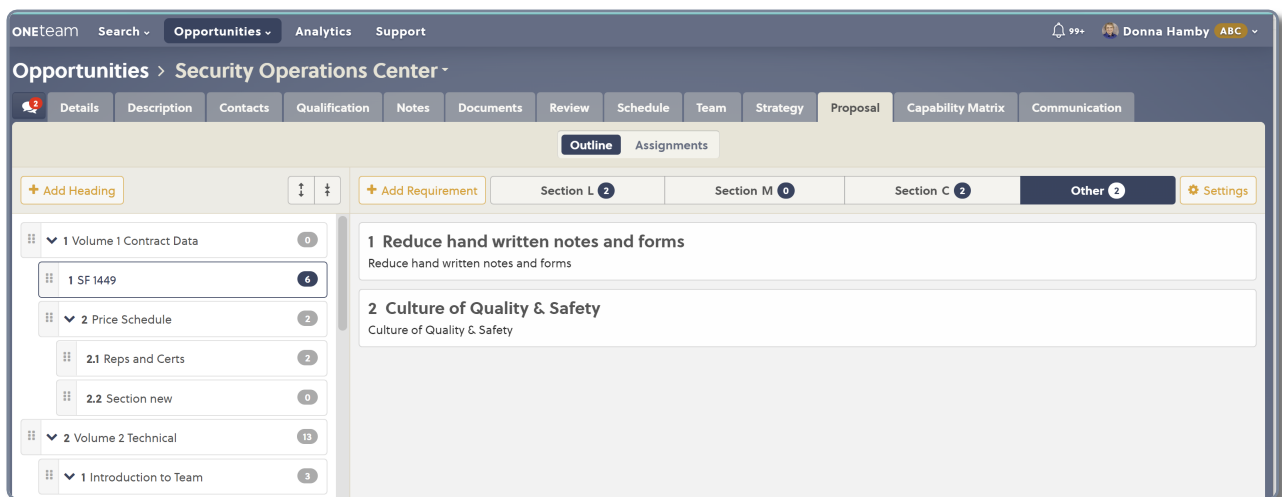 ONEteam Search Opportunities Analytics Support 99+ Donna Hamby ABC
Opportunities > Security Operations Center
2 Details Description Contacts Qualification Notes Documents Review Schedule Team Strategy Proposal Capability Matrix Communication
Outline Assignments
+ Add Heading + Add Requirement Section L 2 Section M 0 Section C 2 Other 2 Settings
1 Volume 1 Contract Data 0
1 SF 1449 6
2 Price Schedule 2
2.1 Reps and Certs 2
2.2 Section new 0
2 Volume 2 Technical 13
1 Introduction to Team 3
1 Reduce hand written notes and forms
Reduce hand written notes and forms
2 Culture of Quality & Safety
Culture of Quality & Safety